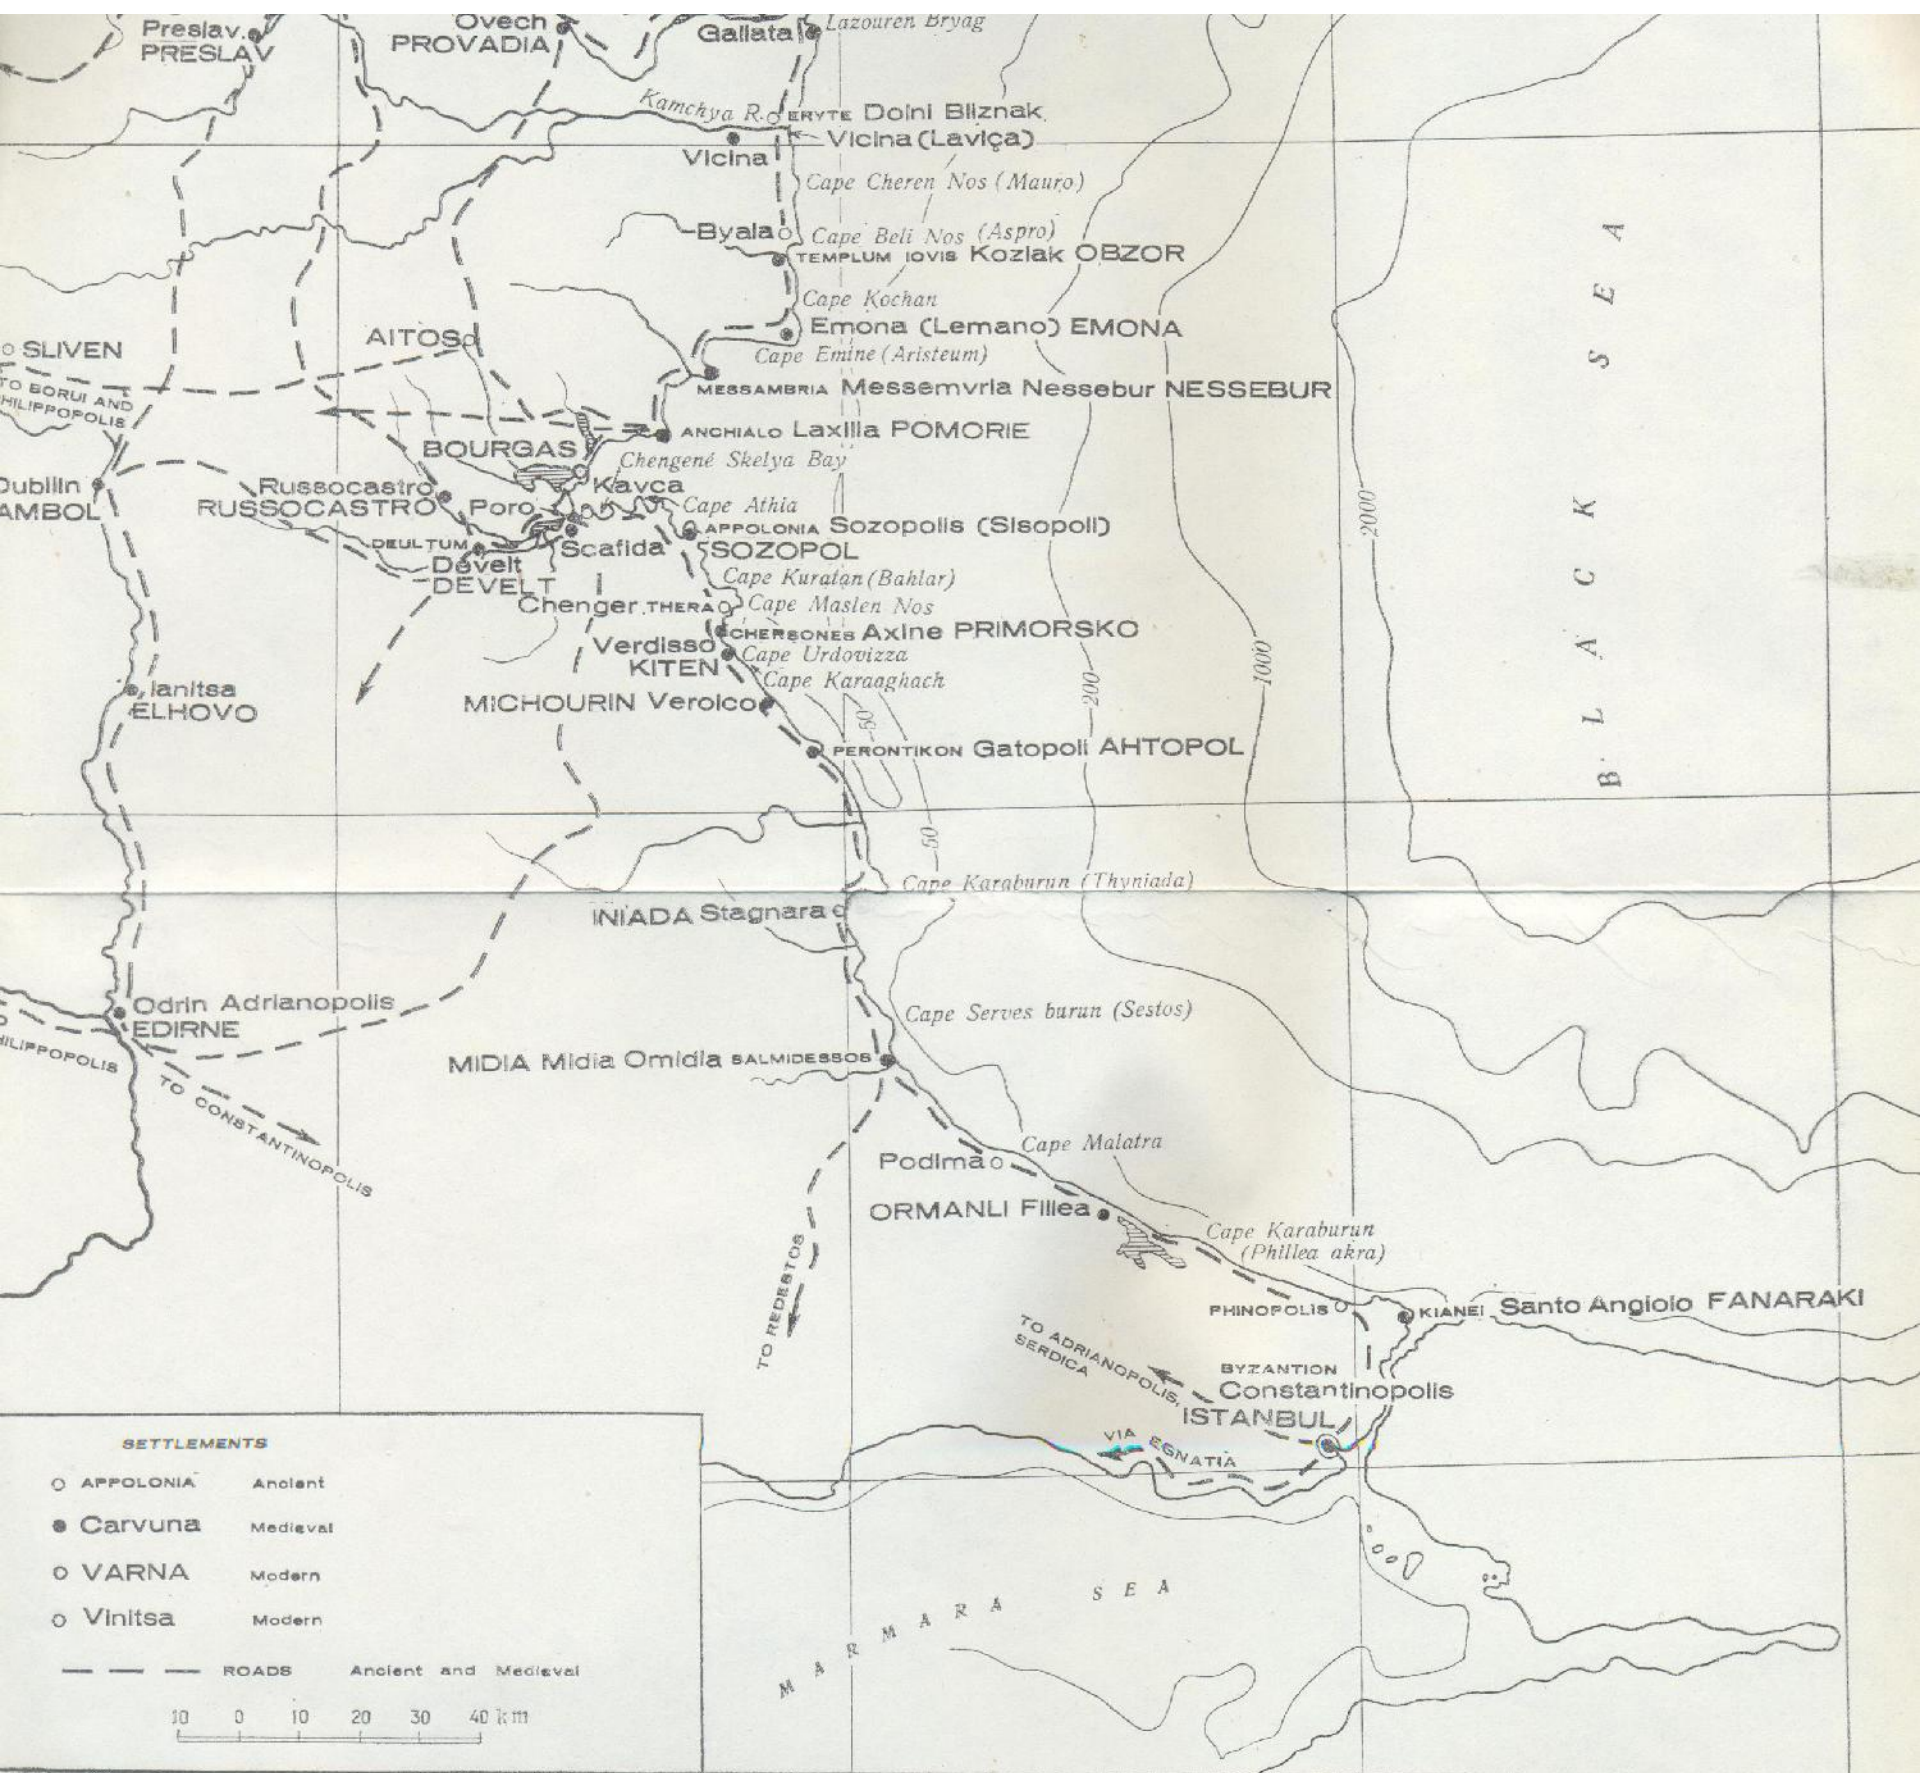 Preslav
PRESLAV
Ovech
PROVADIA
Gallata
Lazouren Bryag
Kamchya R.
ERYTE Dolni Bliznak
Vicina (Laviça)
Vicina
Cape Cheren Nos (Mauro)
Byala
Cape Beli Nos (Aspro)
TEMPLUM IOVIS Koziak OBZOR
Cape Kochan
Emona (Lemano) EMONA
AITOS
SLIVEN
Cape Emine (Aristeum)
TO BORUI AND
HILIPPOPOLIS
MESSAMBRIA Messemvria Nessebur NESSEBUR
ANCHIALO Laxilla POMORIE
BOURGAS
Chengené Skelya Bay
Dubilin
AMBOL
Russocastro
RUSSOCASTRO
Poro
Kavca
Cape Athia
APPOLONIA Sozopolis (Sisopoli)
SOZOPOL
DEULTUM
Develt
DEVELT
Scafida
Cape Kuratan (Bahlar)
Chenger THERA
Cape Maslen Nos
CHERSONES Axine PRIMORSKO
Verdisso
KITEN
Cape Urdovizza
Cape Karaaghach
Ianitsa
ELHOVO
MICHOURIN Veroico
PERONTIKON Gatopoli AHTOPOL
50
50
200
1000
2000
BLACK SEA
Cape Karaburun (Thyniada)
INIADA Stagnara
Odrin Adrianopolis
EDIRNE
HILIPPOPOLIS
TO CONSTANTINOPOLIS
Cape Serves burun (Sestos)
MIDIA Midia Omidia SALMIDESSOS
Cape Malatra
Podima
ORMANLI Fillea
Cape Karaburun
(Phillea akra)
TO REDESTOS
PHINOPOLIS
KIANEI Santo Angiolo FANARAKI
TO ADRIANOPOLIS,
SERDICA
BYZANTION
Constantinopolis
ISTANBUL
VIA EGNATIA
MARMARA SEA
SETTLEMENTS
APPOLONIA Ancient
Carvuna Medieval
VARNA Modern
Vinitsa Modern
ROADS Ancient and Medieval
10 0 10 20 30 40 km